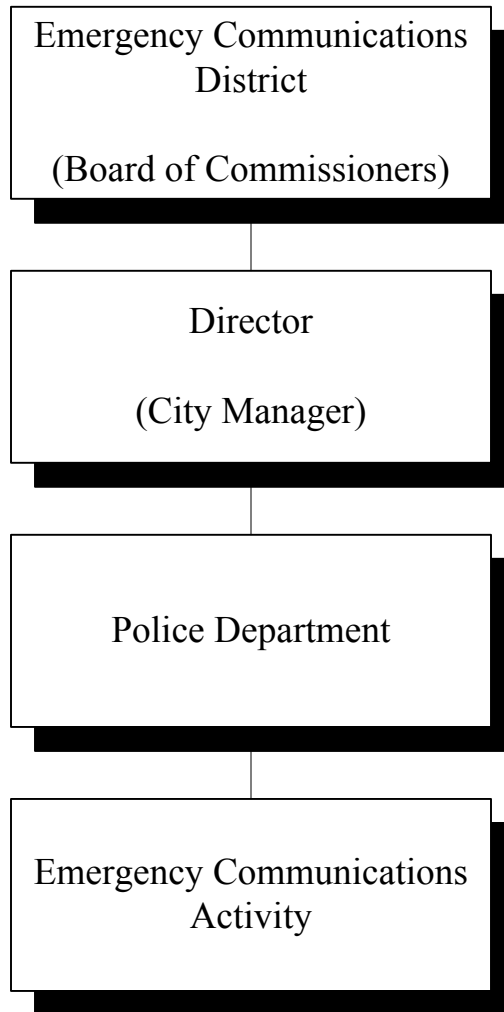 Emergency Communications
District
(Board of Commissioners)
Director
(City Manager)
Police Department
Emergency Communications
Activity